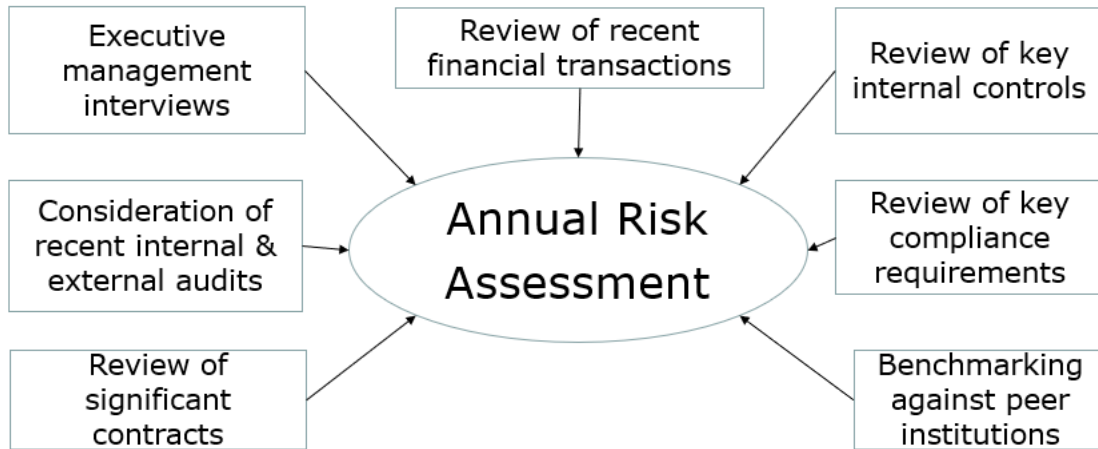 Executive
management
interviews
Review of recent
financial transactions
Review of key
internal controls
Consideration of
recent internal &
external audits
Annual Risk
Assessment
Review of key
compliance
requirements
Review of
significant
contracts
Benchmarking
against peer
institutions